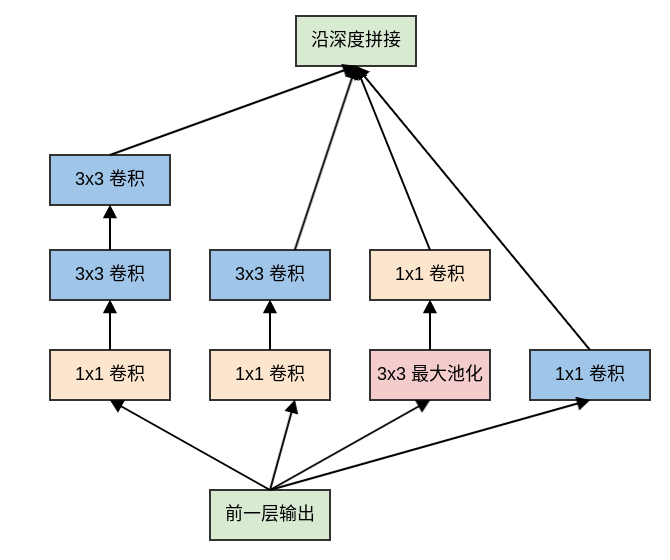 沿深度拼接
3x3 卷积
3x3 卷积
3x3 卷积
1x1 卷积
1x1 卷积
1x1 卷积
3x3 最大池化
1x1 卷积
前一层输出